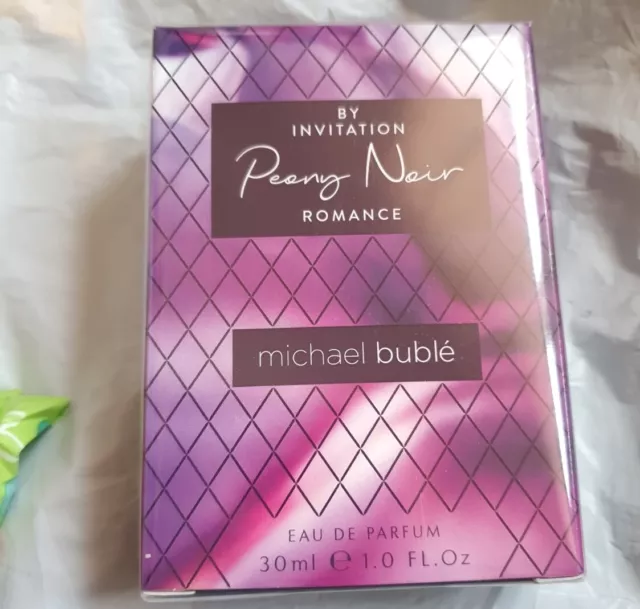 BY
INVITATION
Peony Noir
ROMANCE
michael bublé
EAU DE PARFUM
30ml ℮ 1.0 FL.Oz